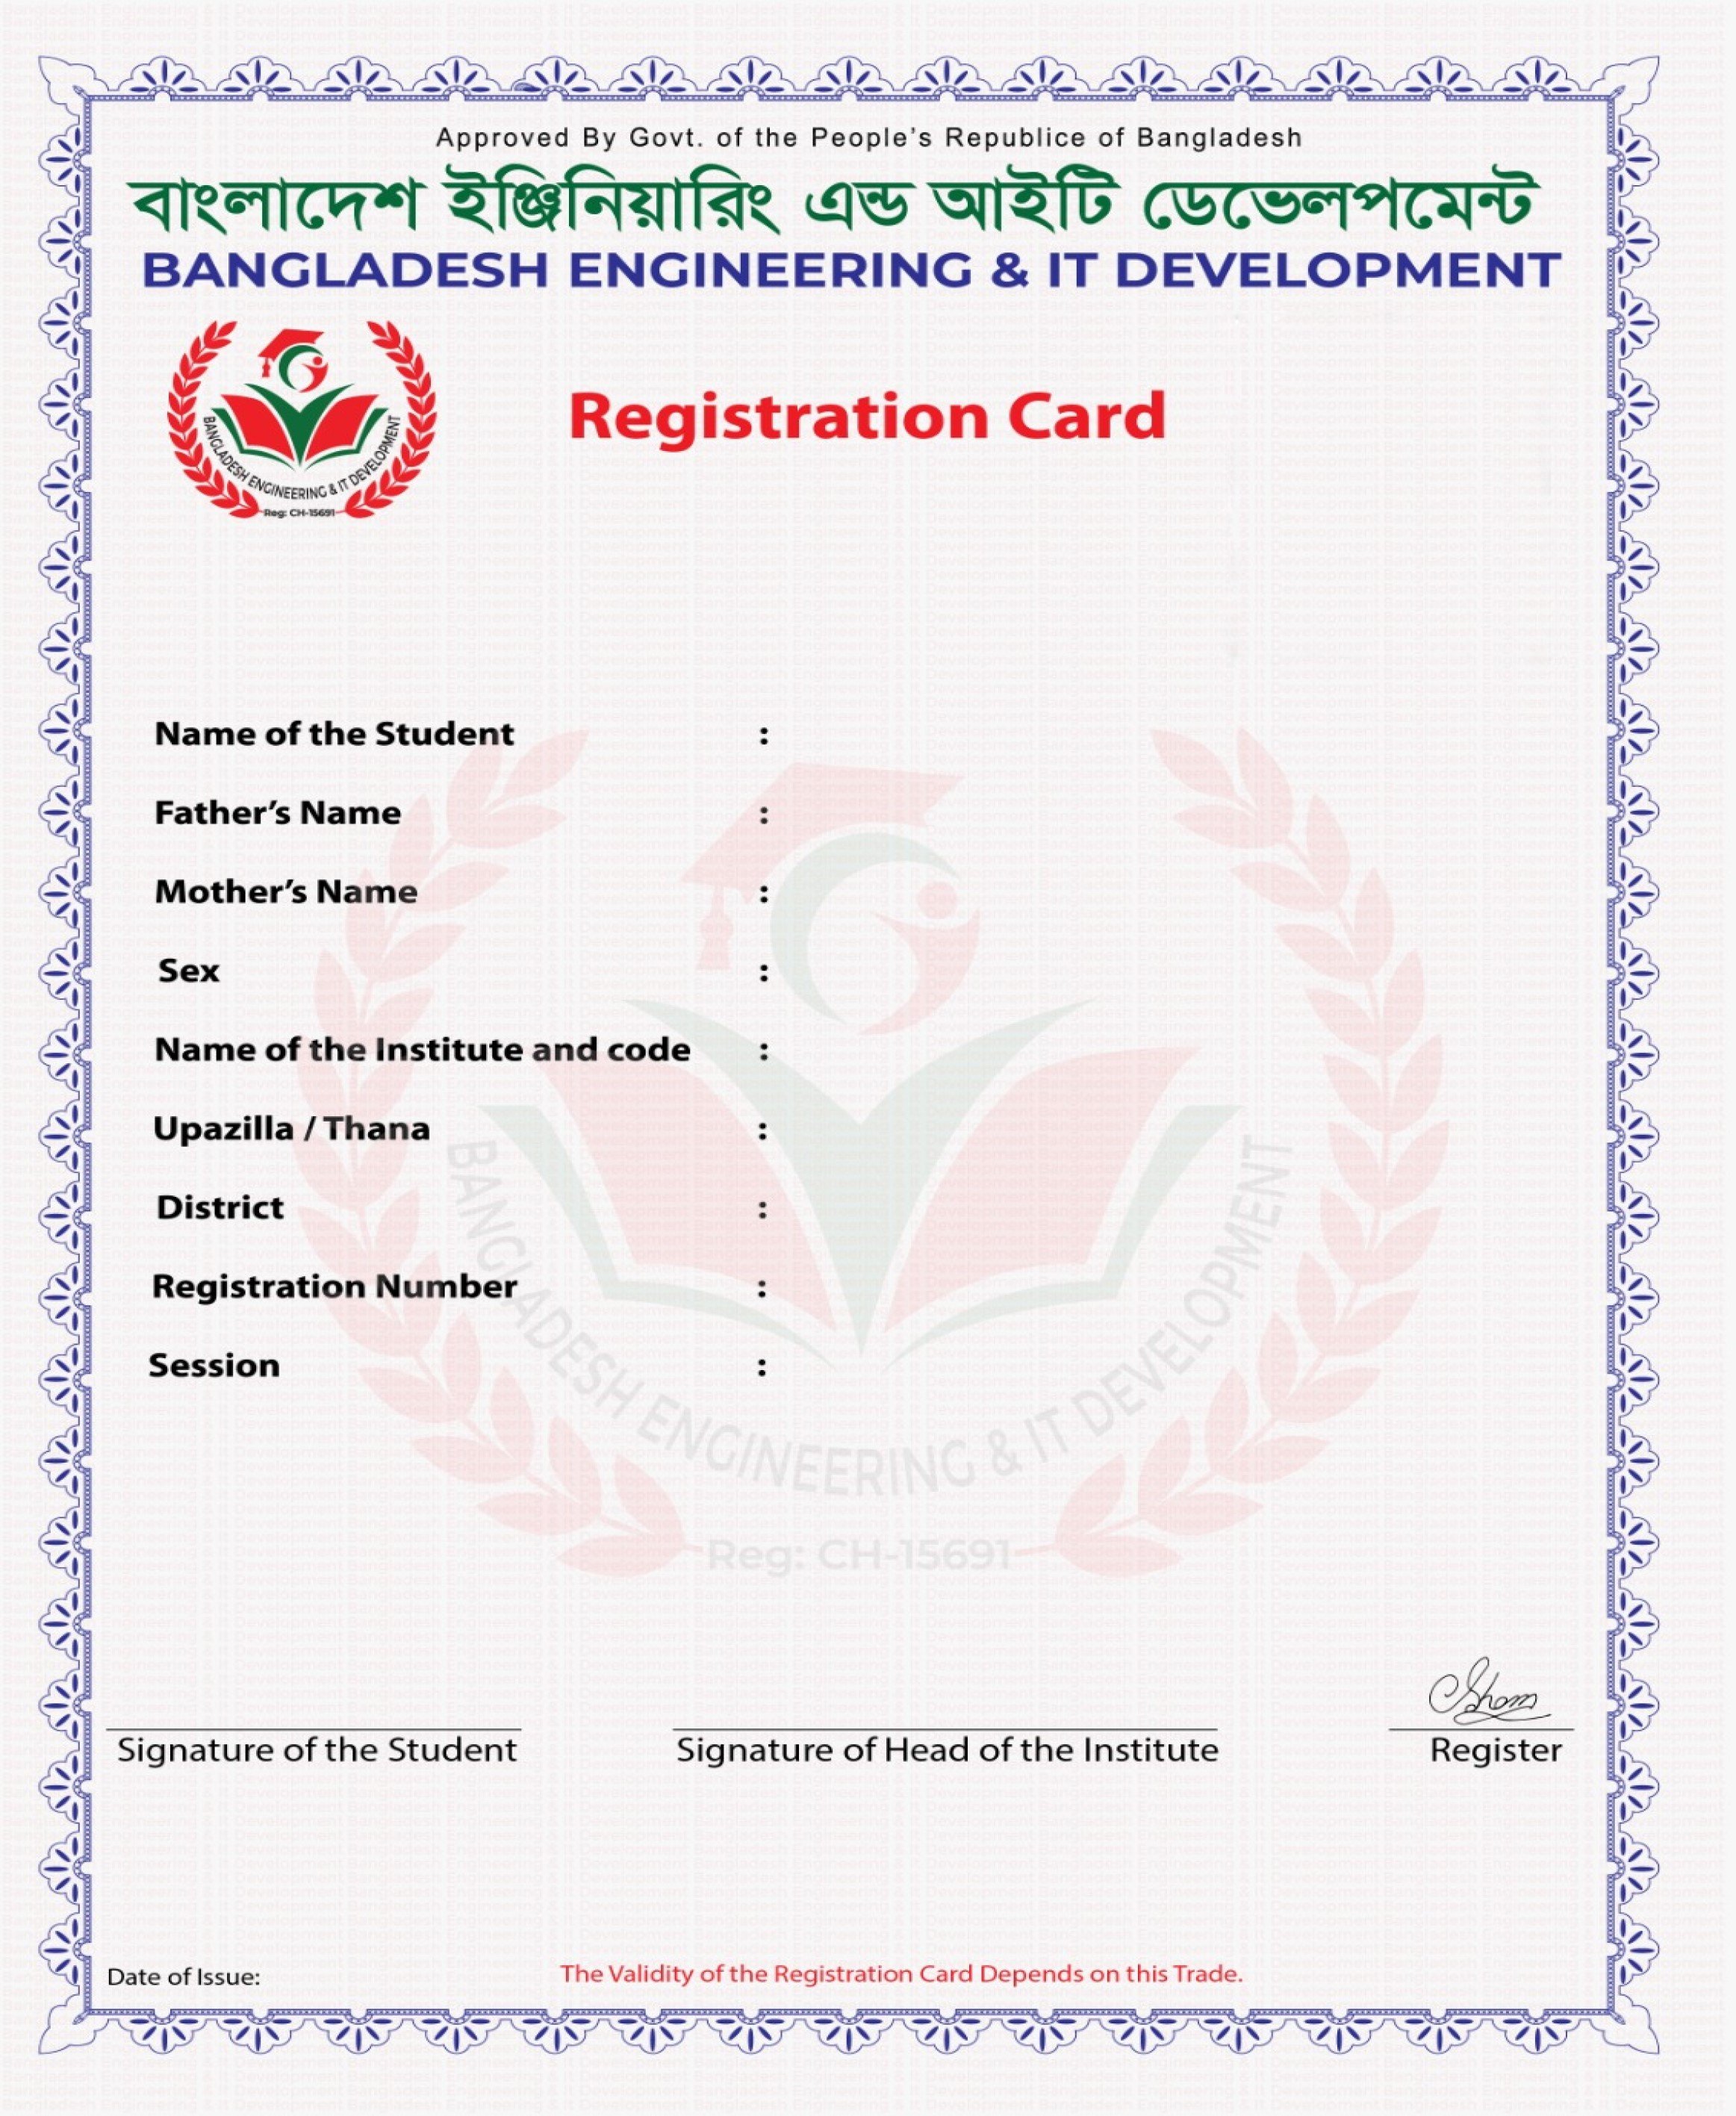 Approved By Govt. of the People's Republice of Bangladesh
বাংলাদেশ ইঞ্জিনিয়ারিং এন্ড আইটি ডেভেলপমেন্ট
BANGLADESH ENGINEERING & IT DEVELOPMENT
BANGLADESH ENGINEERING & IT DEVELOPMENT
Reg: CH-15691
Registration Card
Name of the Student :
Father's Name :
Mother's Name :
Sex :
Name of the Institute and code :
Upazilla / Thana :
District :
Registration Number :
Session :
BANGLADESH ENGINEERING & IT DEVELOPMENT
Reg: CH-15691
Signature of the Student
Signature of Head of the Institute
Register
Date of Issue:
The Validity of the Registration Card Depends on this Trade.